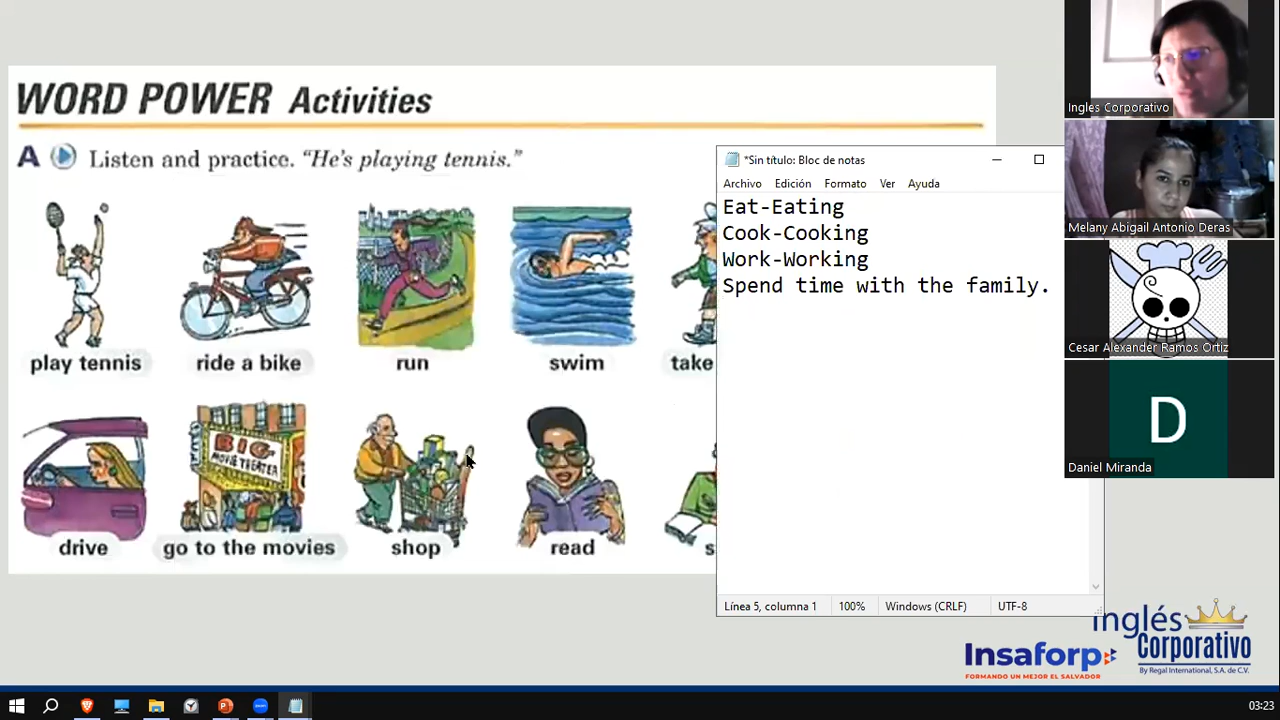 WORD POWER Activities
A Listen and practice. "He's playing tennis."
play tennis
ride a bike
run
swim
take
BIG
MOVIE THEATER
drive
go to the movies
shop
read
s
*Sin título: Bloc de notas
Archivo Edición Formato Ver Ayuda
Eat-Eating
Cook-Cooking
Work-Working
Spend time with the family.
Línea 5, columna 1 100% Windows (CRLF) UTF-8
Ingles Corporativo
Melany Abigail Antonio Deras
Cesar Alexander Ramos Ortiz
D
Daniel Miranda
Insaforp
FORMANDO UN MEJOR EL SALVADOR
inglés
Corporativo
By Regal International, S.A. de C.V.
03:23